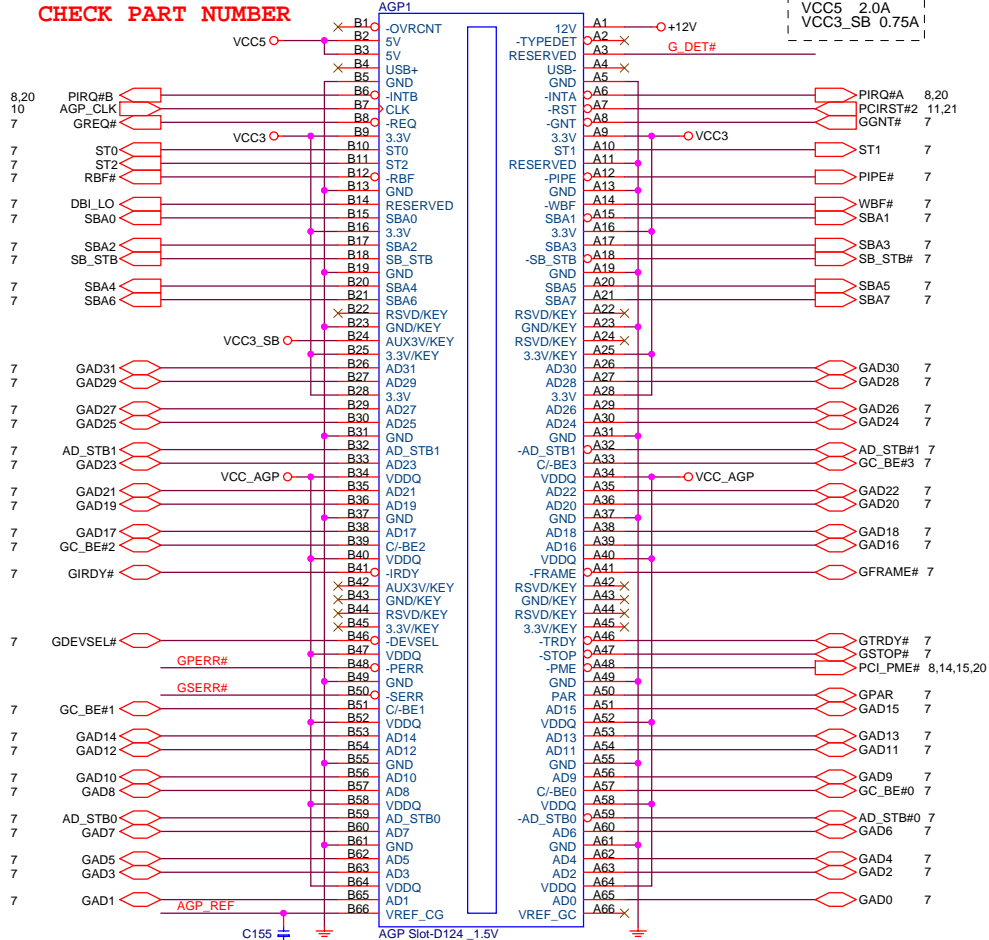 CHECK PART NUMBER
AGP1
VCC5 2.0A
VCC3_SB 0.75A
B1 -OVRCNT 12V A1 +12V
VCC5 B2 5V -TYPEDET A2
B3 5V RESERVED A3 G_DET#
B4 USB+ USB- A4
B5 GND GND A5
8,20 PIRQ#B B6 -INTB -INTA A6 PIRQ#A 8,20
10 AGP_CLK B7 CLK -RST A7 PCIRST#2 11,21
7 GREQ# B8 -REQ -GNT A8 GGNT# 7
VCC3 B9 3.3V 3.3V A9 VCC3
7 ST0 B10 ST0 ST1 A10 ST1 7
7 ST2 B11 ST2 RESERVED A11
7 RBF# B12 -RBF -PIPE A12 PIPE# 7
B13 GND GND A13
7 DBI_LO B14 RESERVED -WBF A14 WBF# 7
7 SBA0 B15 SBA0 SBA1 A15 SBA1 7
B16 3.3V 3.3V A16
7 SBA2 B17 SBA2 SBA3 A17 SBA3 7
7 SB_STB B18 SB_STB -SB_STB A18 SB_STB# 7
B19 GND GND A19
7 SBA4 B20 SBA4 SBA5 A20 SBA5 7
7 SBA6 B21 SBA6 SBA7 A21 SBA7 7
B22 RSVD/KEY RSVD/KEY A22
B23 GND/KEY GND/KEY A23
VCC3_SB B24 AUX3V/KEY RSVD/KEY A24
B25 3.3V/KEY 3.3V/KEY A25
7 GAD31 B26 AD31 AD30 A26 GAD30 7
7 GAD29 B27 AD29 AD28 A27 GAD28 7
B28 3.3V 3.3V A28
7 GAD27 B29 AD27 AD26 A29 GAD26 7
7 GAD25 B30 AD25 AD24 A30 GAD24 7
B31 GND GND A31
7 AD_STB1 B32 AD_STB1 -AD_STB1 A32 AD_STB#1 7
7 GAD23 B33 AD23 C/-BE3 A33 GC_BE#3 7
VCC_AGP B34 VDDQ VDDQ A34 VCC_AGP
7 GAD21 B35 AD21 AD22 A35 GAD22 7
7 GAD19 B36 AD19 AD20 A36 GAD20 7
B37 GND GND A37
7 GAD17 B38 AD17 AD18 A38 GAD18 7
7 GC_BE#2 B39 C/-BE2 AD16 A39 GAD16 7
B40 VDDQ VDDQ A40
7 GIRDY# B41 -IRDY -FRAME A41 GFRAME# 7
B42 AUX3V/KEY RSVD/KEY A42
B43 GND/KEY GND/KEY A43
B44 RSVD/KEY RSVD/KEY A44
B45 3.3V/KEY 3.3V/KEY A45
7 GDEVSEL# B46 -DEVSEL -TRDY A46 GTRDY# 7
B47 VDDQ -STOP A47 GSTOP# 7
GPERR# B48 -PERR -PME A48 PCI_PME# 8,14,15,20
B49 GND GND A49
GSERR# B50 -SERR PAR A50 GPAR 7
7 GC_BE#1 B51 C/-BE1 AD15 A51 GAD15 7
B52 VDDQ VDDQ A52
7 GAD14 B53 AD14 AD13 A53 GAD13 7
7 GAD12 B54 AD12 AD11 A54 GAD11 7
B55 GND GND A55
7 GAD10 B56 AD10 AD9 A56 GAD9 7
7 GAD8 B57 AD8 C/-BE0 A57 GC_BE#0 7
B58 VDDQ VDDQ A58
7 AD_STB0 B59 AD_STB0 -AD_STB0 A59 AD_STB#0 7
7 GAD7 B60 AD7 AD6 A60 GAD6 7
B61 GND GND A61
7 GAD5 B62 AD5 AD4 A62 GAD4 7
7 GAD3 B63 AD3 AD2 A63 GAD2 7
B64 VDDQ VDDQ A64
7 GAD1 B65 AD1 AD0 A65 GAD0 7
AGP_REF B66 VREF_CG VREF_GC A66
C155
AGP Slot-D124_1.5V